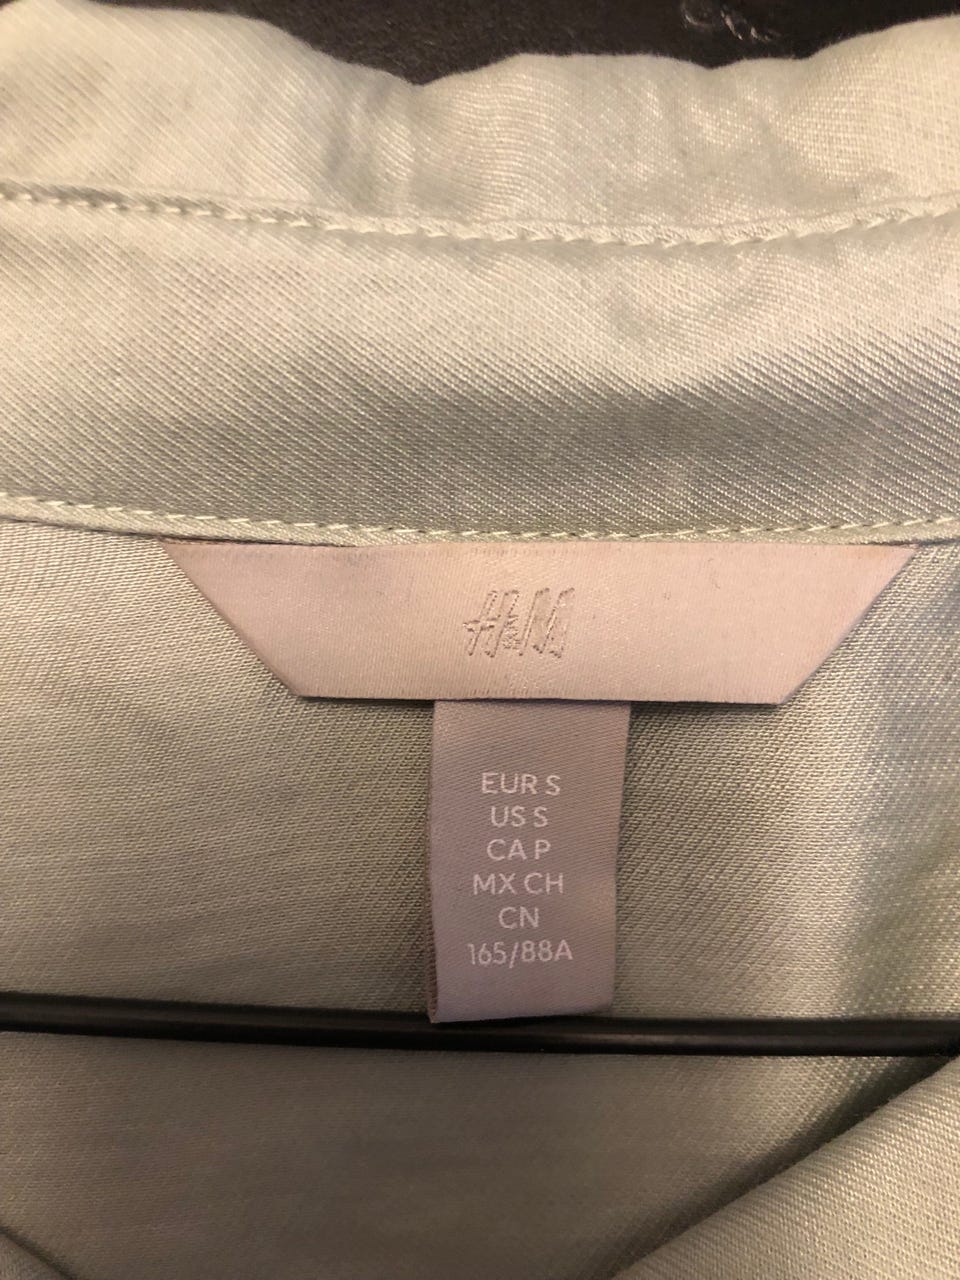 H&M
EUR S
US S
CA P
MX CH
CN
165/88A